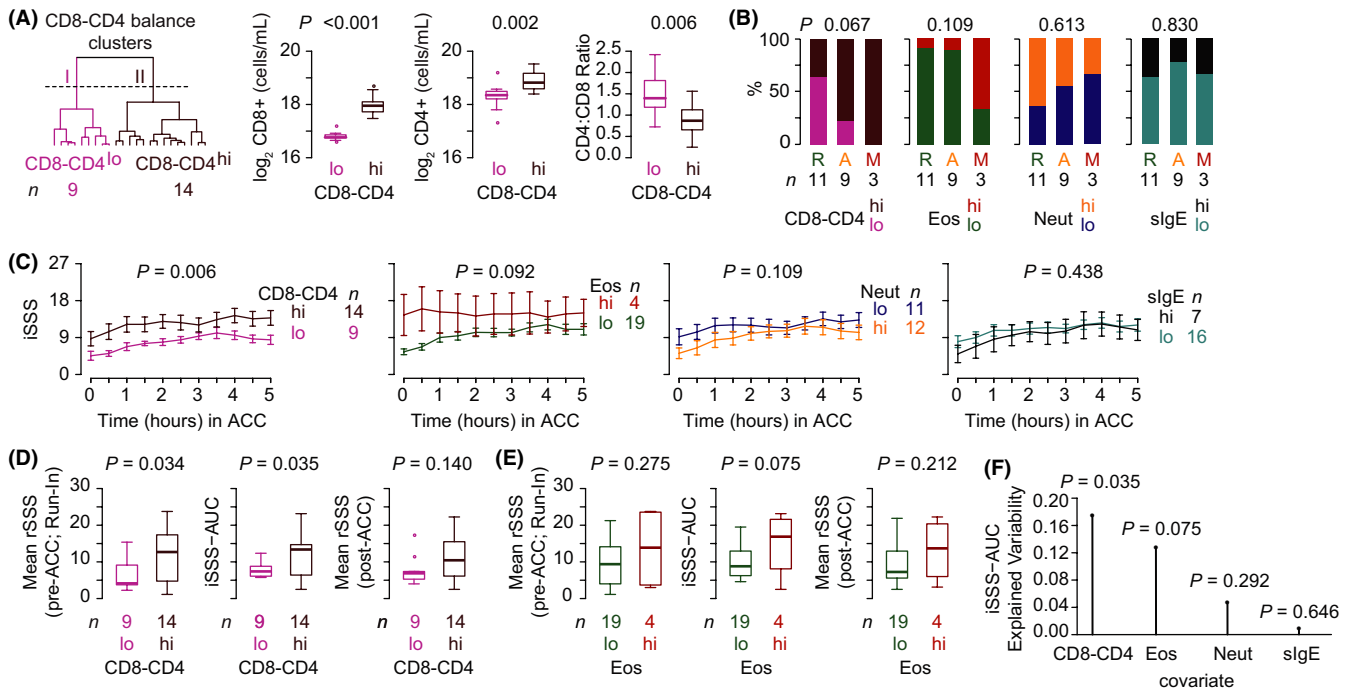 (A)
CD8-CD4 balance
clusters
I
II
CD8-CD4lo
CD8-CD4hi
n 9 14
P <0.001
log2 CD8+ (cells/mL)
20
18
16
lo hi
CD8-CD4
0.002
log2 CD4+ (cells/mL)
20
18
16
lo hi
CD8-CD4
0.006
CD4:CD8 Ratio
2.5
2.0
1.5
1.0
0.5
0.0
lo hi
CD8-CD4
(B)
P 0.067 0.109 0.613 0.830
%
100
50
0
R A M R A M R A M R A M
n 11 9 3 11 9 3 11 9 3 11 9 3
CD8-CD4 hi lo
Eos hi lo
Neut hi lo
sIgE hi lo
(C)
iSSS
27
18
9
0
P = 0.006
CD8-CD4 n
hi 14
lo 9
0 1 2 3 4 5
Time (hours) in ACC
P = 0.092
Eos n
hi 4
lo 19
0 1 2 3 4 5
Time (hours) in ACC
P = 0.109
Neut n
lo 11
hi 12
0 1 2 3 4 5
Time (hours) in ACC
P = 0.438
sIgE n
hi 7
lo 16
0 1 2 3 4 5
Time (hours) in ACC
(D)
P = 0.034
Mean rSSS
(pre-ACC; Run-In)
30
20
10
0
n 9 14
lo hi
CD8-CD4
P = 0.035
iSSS−AUC
9 14
lo hi
CD8-CD4
P = 0.140
Mean rSSS
(post-ACC)
n 9 14
lo hi
CD8-CD4
(E)
P = 0.275
Mean rSSS
(pre-ACC; Run-In)
30
20
10
0
n 19 4
lo hi
Eos
P = 0.075
iSSS−AUC
19 4
lo hi
Eos
P = 0.212
Mean rSSS
(post-ACC)
n 19 4
lo hi
Eos
(F)
P = 0.035
P = 0.075
P = 0.292
P = 0.646
iSSS−AUC
Explained Variability
0.20
0.16
0.12
0.08
0.04
0.00
CD8-CD4 Eos Neut sIgE
covariate